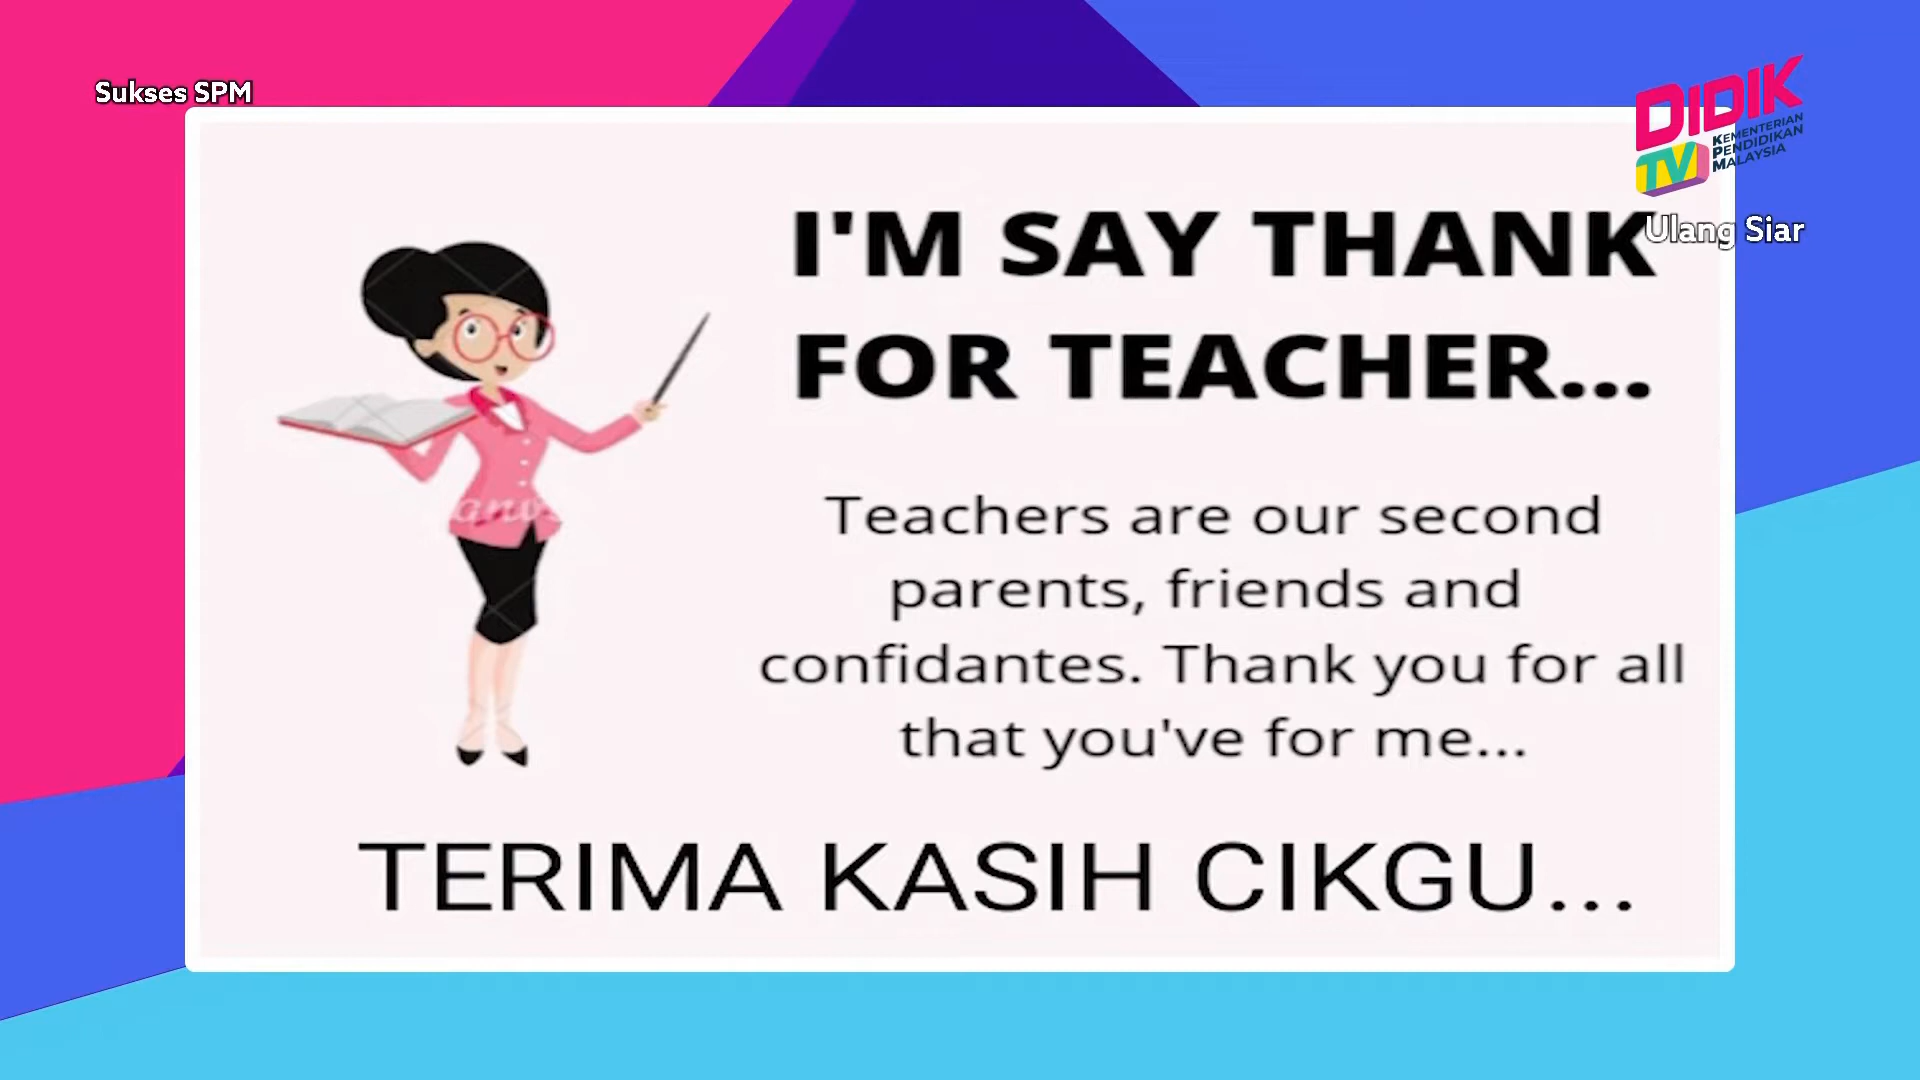 Sukses SPM
DIDIK
TV
KEMENTERIAN
PENDIDIKAN
MALAYSIA
Ulang Siar
I'M SAY THANK
FOR TEACHER...
Teachers are our second
parents, friends and
confidantes. Thank you for all
that you've for me...
TERIMA KASIH CIKGU...